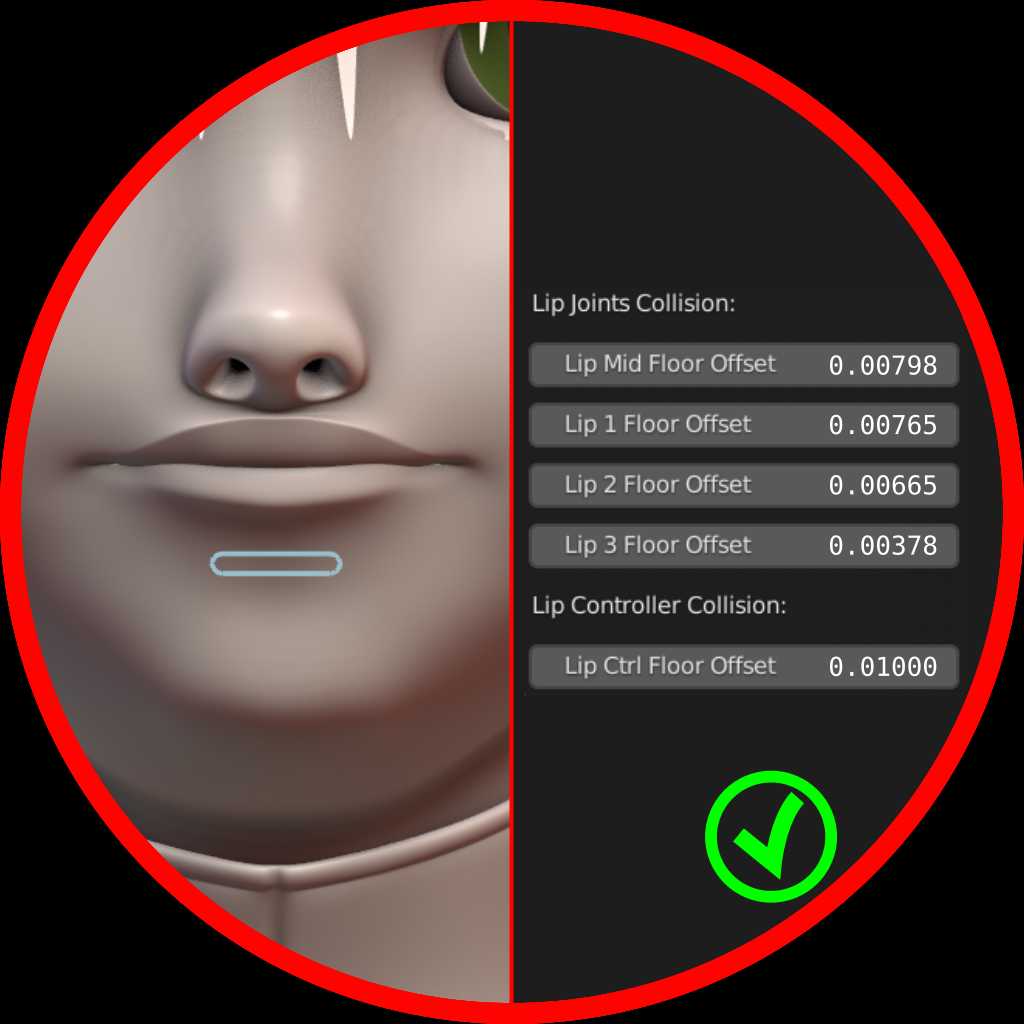 Lip Joints Collision:
Lip Mid Floor Offset 0.00798
Lip 1 Floor Offset 0.00765
Lip 2 Floor Offset 0.00665
Lip 3 Floor Offset 0.00378
Lip Controller Collision:
Lip Ctrl Floor Offset 0.01000